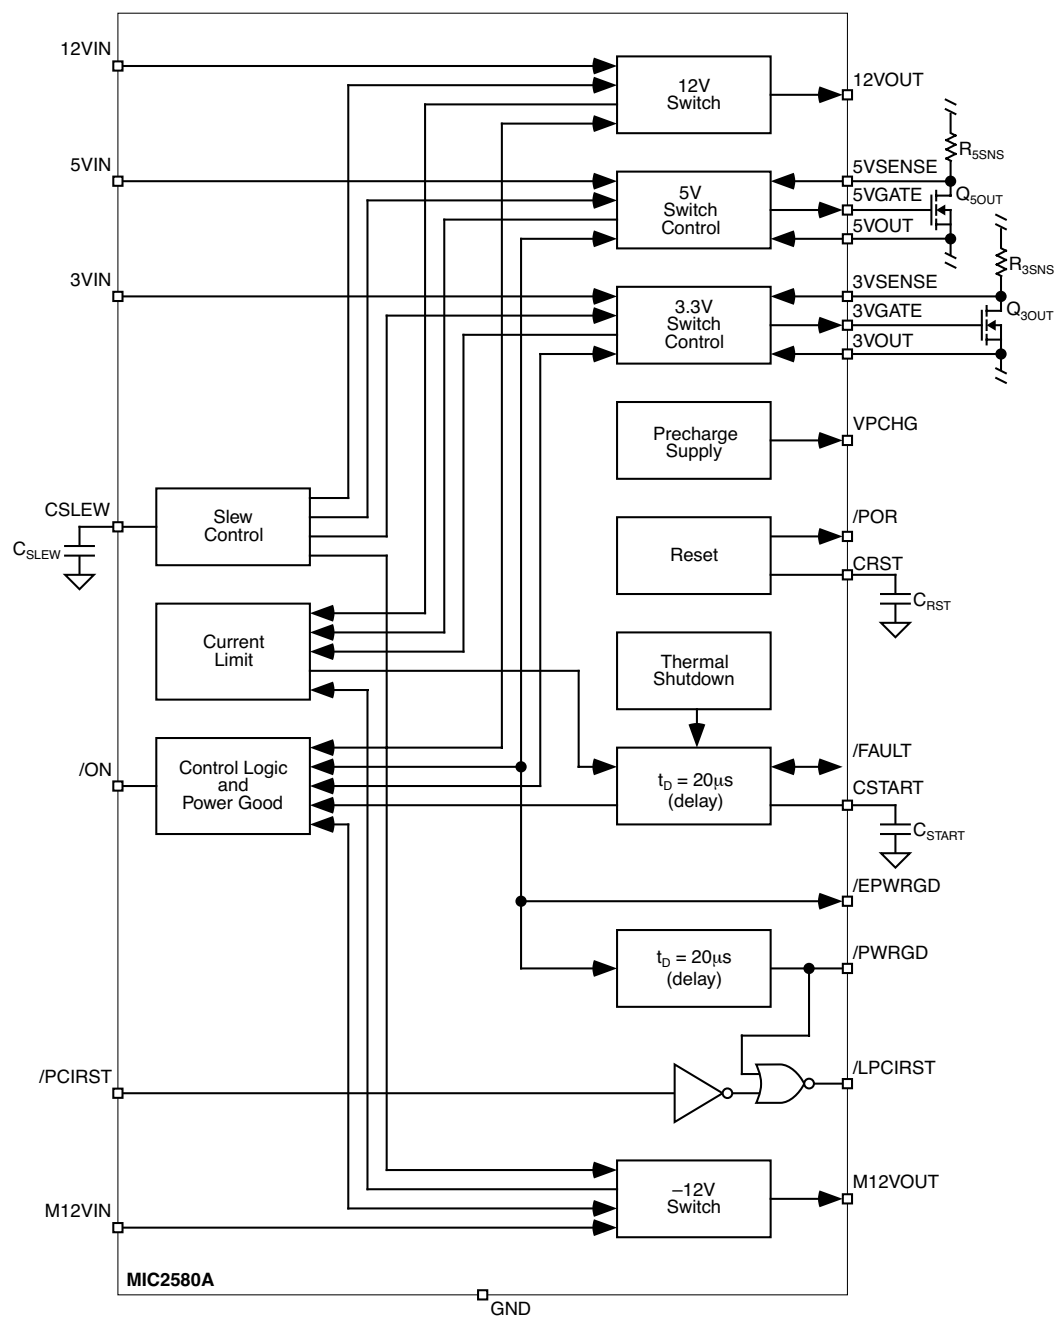 12VIN
12V
Switch
12VOUT
R5SNS
5VIN
5VSENSE
5V
Switch
Control
5VGATE
Q5OUT
5VOUT
R3SNS
3VIN
3VSENSE
3.3V
Switch
Control
3VGATE
Q3OUT
3VOUT
Precharge
Supply
VPCHG
CSLEW
CSLEW
Slew
Control
/POR
Reset
CRST
CRST
Current
Limit
Thermal
Shutdown
/ON
Control Logic
and
Power Good
tD = 20µs
(delay)
/FAULT
CSTART
CSTART
/EPWRGD
tD = 20µs
(delay)
/PWRGD
/PCIRST
/LPCIRST
M12VIN
–12V
Switch
M12VOUT
MIC2580A
GND